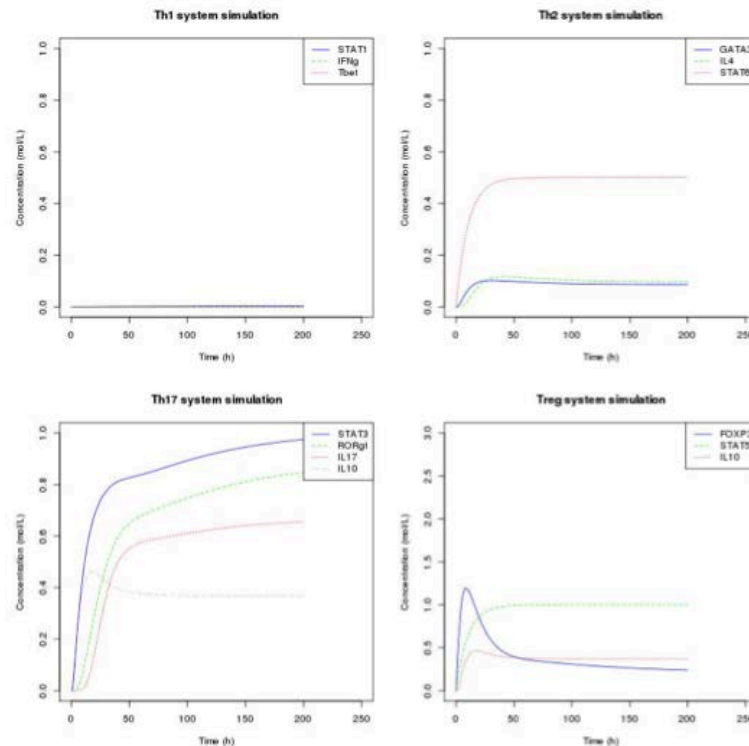 Th1 system simulation
Concentration (mol/L)
1.0
0.8
0.6
0.4
0.2
0.0
STAT1
IFNg
Tbet
0 50 100 150 200 250
Time (h)
Th2 system simulation
Concentration (mol/L)
1.0
0.8
0.6
0.4
0.2
0.0
GATA3
IL4
STAT6
0 50 100 150 200 250
Time (h)
Th17 system simulation
Concentration (mol/L)
1.0
0.8
0.6
0.4
0.2
0.0
STAT3
RORgt
IL17
IL10
0 50 100 150 200 250
Time (h)
Treg system simulation
Concentration (mol/L)
3.0
2.5
2.0
1.5
1.0
0.5
0.0
FOXP3
STAT5
IL10
0 50 100 150 200 250
Time (h)